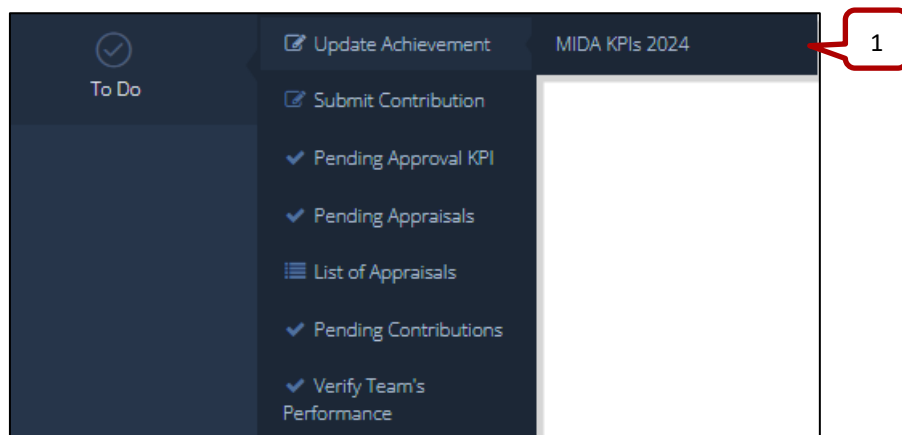 To Do
Update Achievement
MIDA KPIs 2024
1
Submit Contribution
Pending Approval KPI
Pending Appraisals
List of Appraisals
Pending Contributions
Verify Team's
Performance